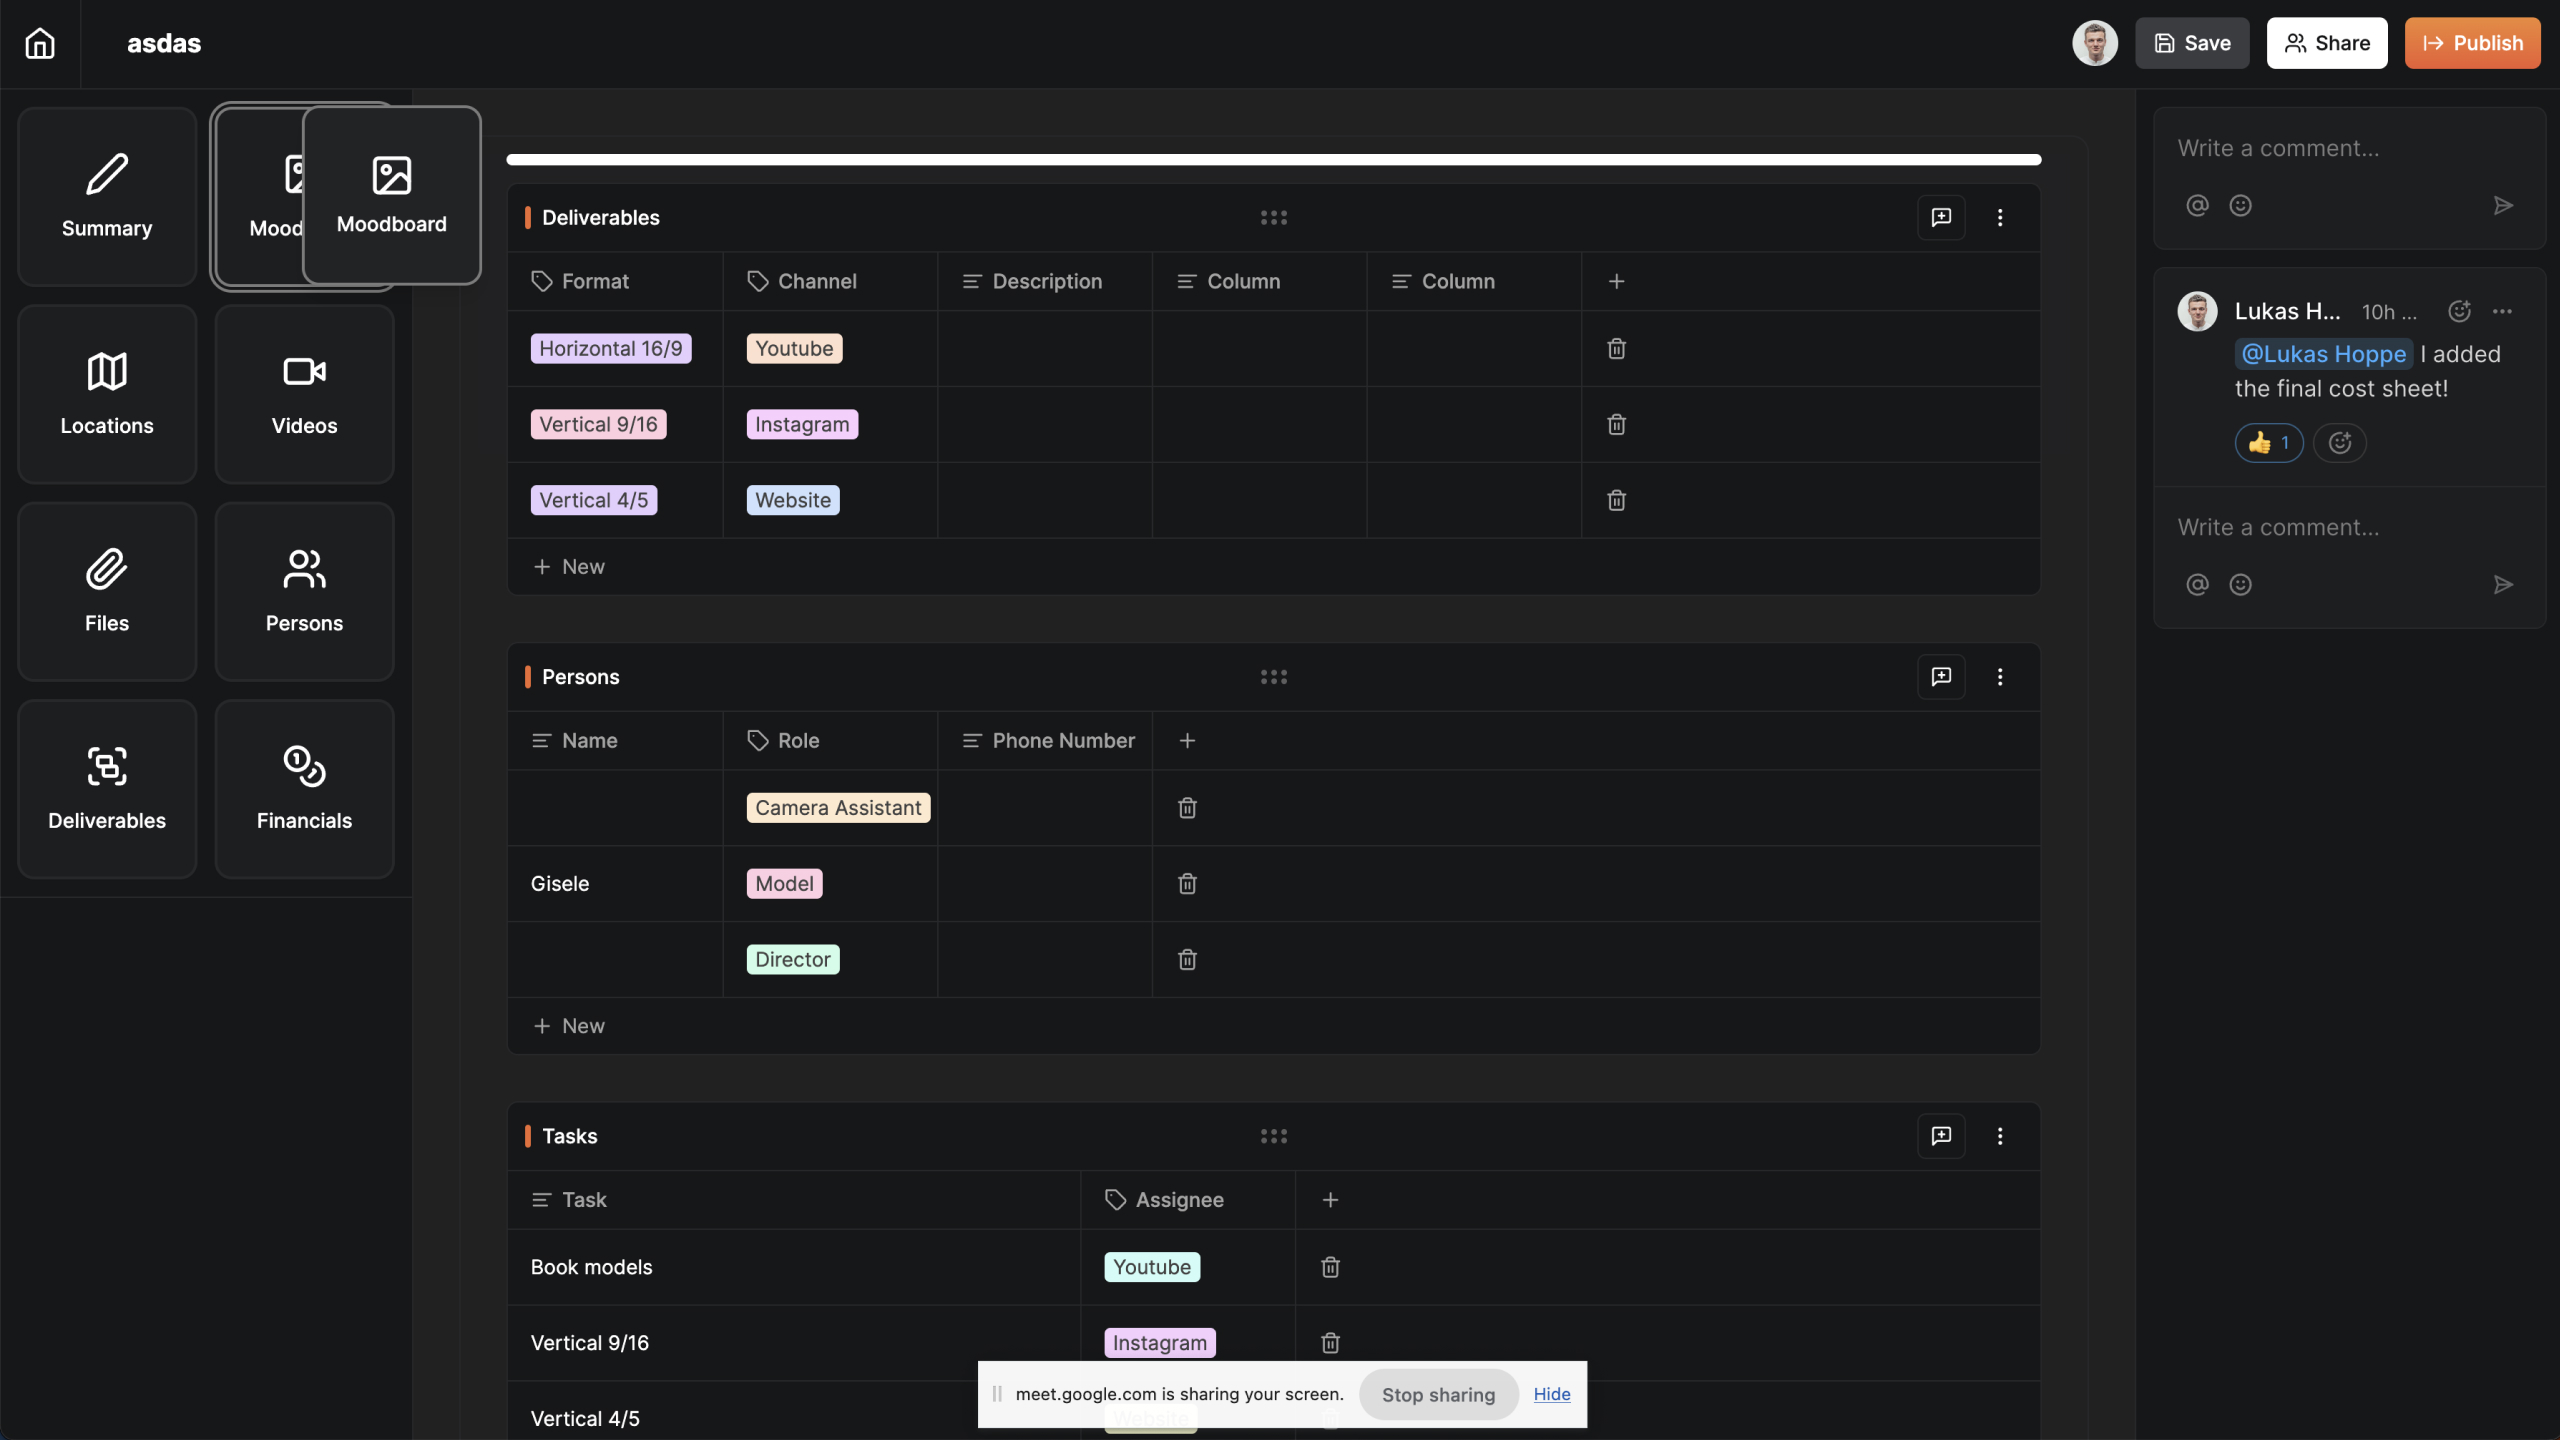 asdas
Save
Share
Publish
Summary
Mood
Moodboard
Locations
Videos
Files
Persons
Deliverables
Financials
Deliverables
Format Channel Description Column Column
Horizontal 16/9 Youtube
Vertical 9/16 Instagram
Vertical 4/5 Website
+ New
Persons
Name Role Phone Number
Camera Assistant
Gisele Model
Director
+ New
Tasks
Task Assignee
Book models Youtube
Vertical 9/16 Instagram
Vertical 4/5 Website
meet.google.com is sharing your screen. Stop sharing Hide
Write a comment...
Lukas H... 10h ...
@Lukas Hoppe I added
the final cost sheet!
👍 1
Write a comment...